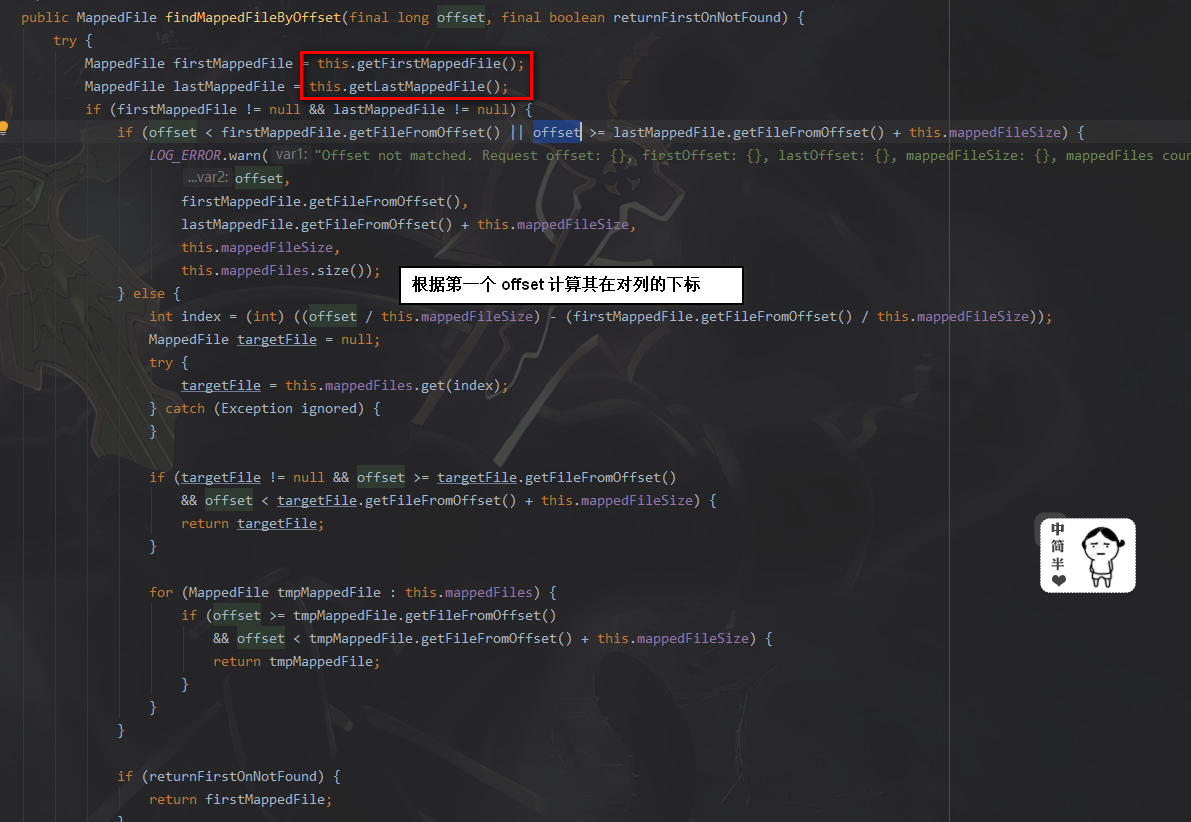 public MappedFile findMappedFileByOffset(final long offset, final boolean returnFirstOnNotFound) {
try {
MappedFile firstMappedFile = this.getFirstMappedFile();
MappedFile lastMappedFile = this.getLastMappedFile();
if (firstMappedFile != null && lastMappedFile != null) {
if (offset < firstMappedFile.getFileFromOffset() || offset >= lastMappedFile.getFileFromOffset() + this.mappedFileSize) {
LOG_ERROR.warn( var1: "Offset not matched. Request offset: {}, firstOffset: {}, lastOffset: {}, mappedFileSize: {}, mappedFiles coun
...var2: offset,
firstMappedFile.getFileFromOffset(),
lastMappedFile.getFileFromOffset() + this.mappedFileSize,
this.mappedFileSize,
this.mappedFiles.size());
根据第一个 offset 计算其在对列的下标
} else {
int index = (int) ((offset / this.mappedFileSize) - (firstMappedFile.getFileFromOffset() / this.mappedFileSize));
MappedFile targetFile = null;
try {
targetFile = this.mappedFiles.get(index);
} catch (Exception ignored) {
}
if (targetFile != null && offset >= targetFile.getFileFromOffset()
&& offset < targetFile.getFileFromOffset() + this.mappedFileSize) {
return targetFile;
}
for (MappedFile tmpMappedFile : this.mappedFiles) {
if (offset >= tmpMappedFile.getFileFromOffset()
&& offset < tmpMappedFile.getFileFromOffset() + this.mappedFileSize) {
return tmpMappedFile;
}
}
}
if (returnFirstOnNotFound) {
return firstMappedFile;
}
中
简
半